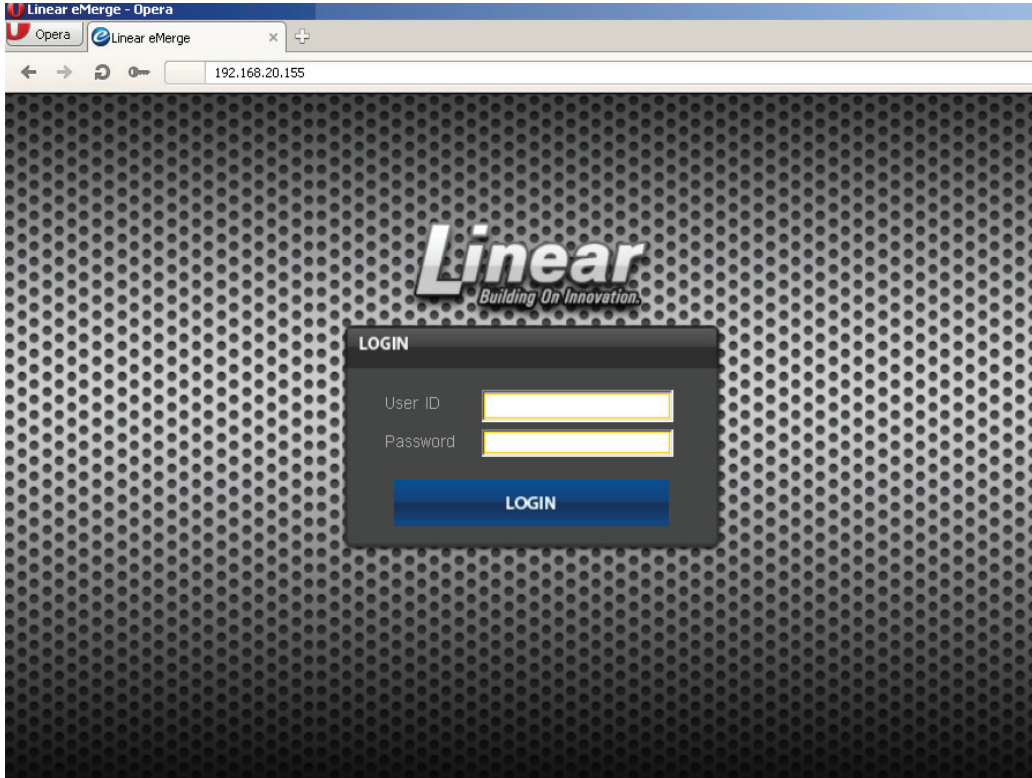 Linear eMerge - Opera
Opera
Linear eMerge
192.168.20.155
Linear
Building On Innovation.
LOGIN
User ID
Password
LOGIN